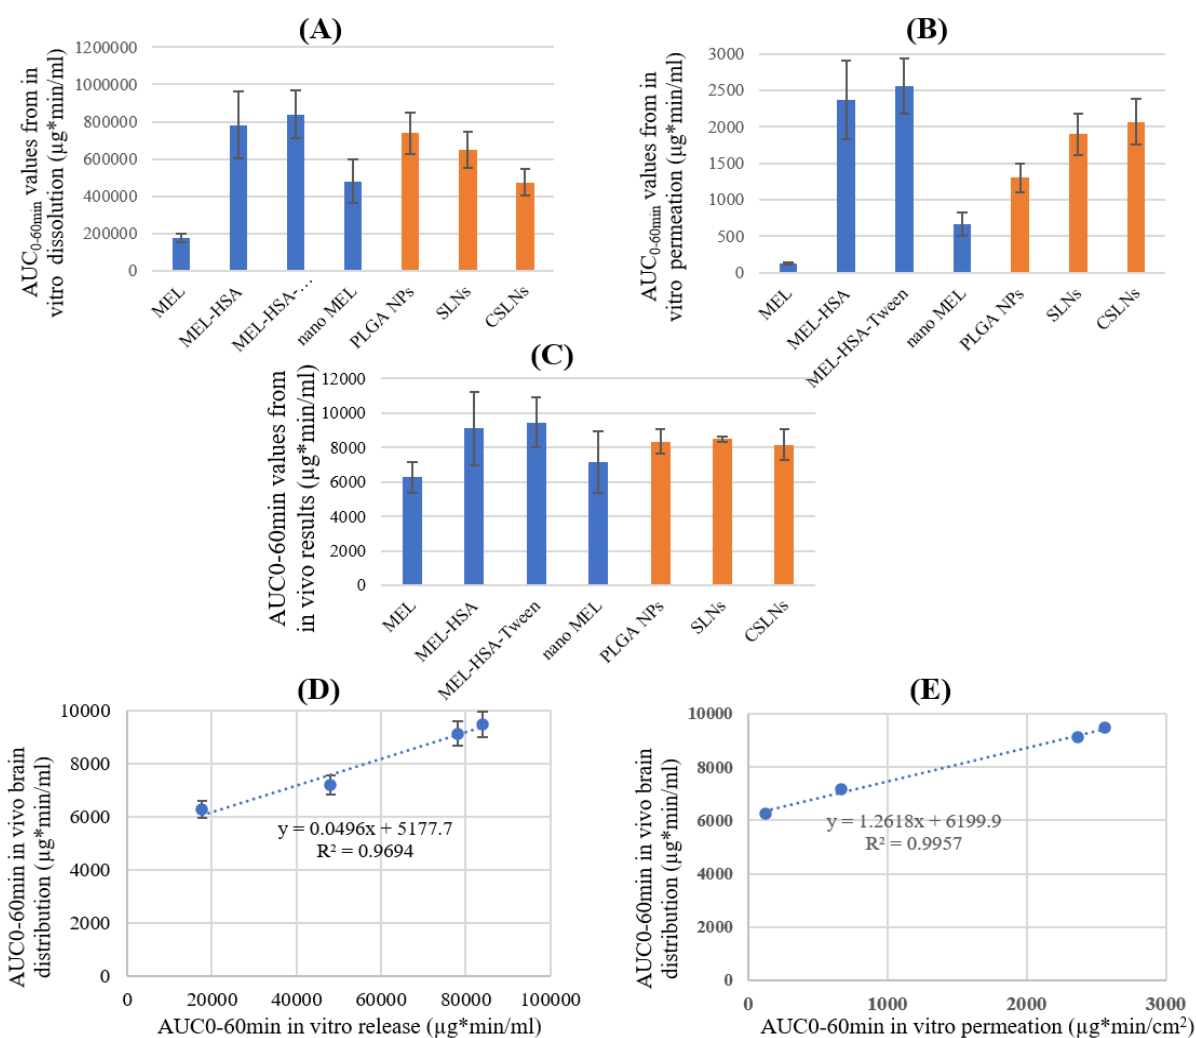 (A)
AUC0-60min values from in
vitro dissolution (µg*min/ml)
1200000
1000000
800000
600000
400000
200000
0
MEL
MEL-HSA
MEL-HSA-...
nano MEL
PLGA NPs
SLNs
CSLNs
(B)
AUC0-60min values from in
vitro permeation (µg*min/ml)
3000
2500
2000
1500
1000
500
0
MEL
MEL-HSA
MEL-HSA-Tween
nano MEL
PLGA NPs
SLNs
CSLNs
(C)
AUC0-60min values from
in vivo results (µg*min/ml)
12000
10000
8000
6000
4000
2000
0
MEL
MEL-HSA
MEL-HSA-Tween
nano MEL
PLGA NPs
SLNs
CSLNs
(D)
AUC0-60min in vivo brain
distribution (µg*min/ml)
10000
8000
6000
4000
2000
0
y = 0.0496x + 5177.7
R² = 0.9694
0 20000 40000 60000 80000 100000
AUC0-60min in vitro release (µg*min/ml)
(E)
AUC0-60min in vivo brain
distribution (µg*min/ml)
10000
8000
6000
4000
2000
0
y = 1.2618x + 6199.9
R² = 0.9957
0 1000 2000 3000
AUC0-60min in vitro permeation (µg*min/cm²)